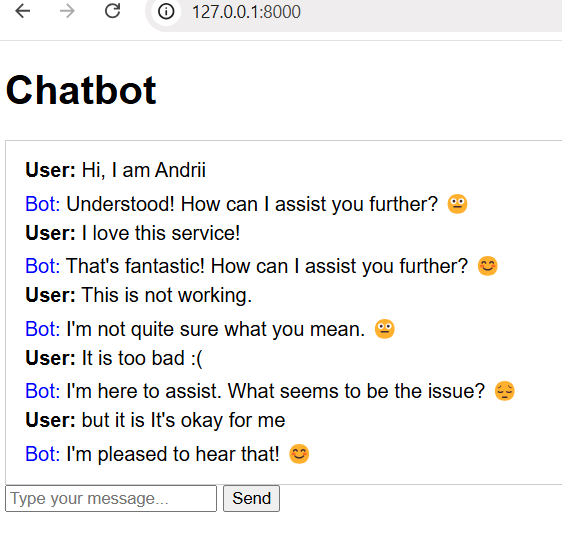 127.0.0.1:8000
Chatbot
User: Hi, I am Andrii
Bot: Understood! How can I assist you further? 😐
User: I love this service!
Bot: That's fantastic! How can I assist you further? 😊
User: This is not working.
Bot: I'm not quite sure what you mean. 😐
User: It is too bad :(
Bot: I'm here to assist. What seems to be the issue? 😔
User: but it is It's okay for me
Bot: I'm pleased to hear that! 😊
Type your message... Send